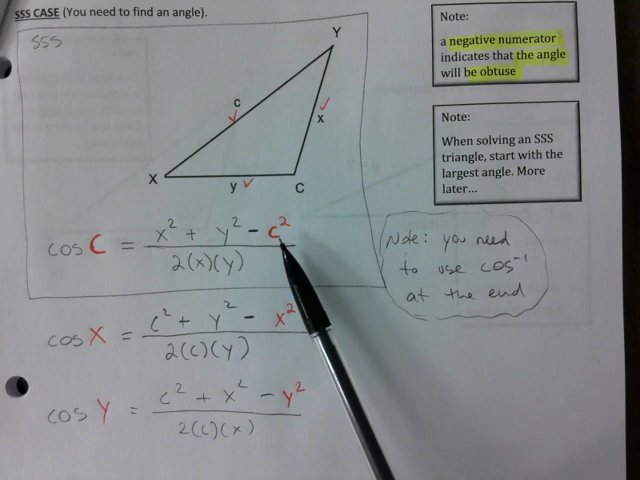 SSS CASE (You need to find an angle).
SSS
Y
c
x
X
y
C
cos C = x² + y² - c² / 2(x)(y)
cos X = c² + y² - x² / 2(c)(y)
cos Y = c² + x² - y² / 2(c)(x)
Note:
a negative numerator
indicates that the angle
will be obtuse
Note:
When solving an SSS
triangle, start with the
largest angle. More
later...
Note: you need
to use cos⁻¹
at the end